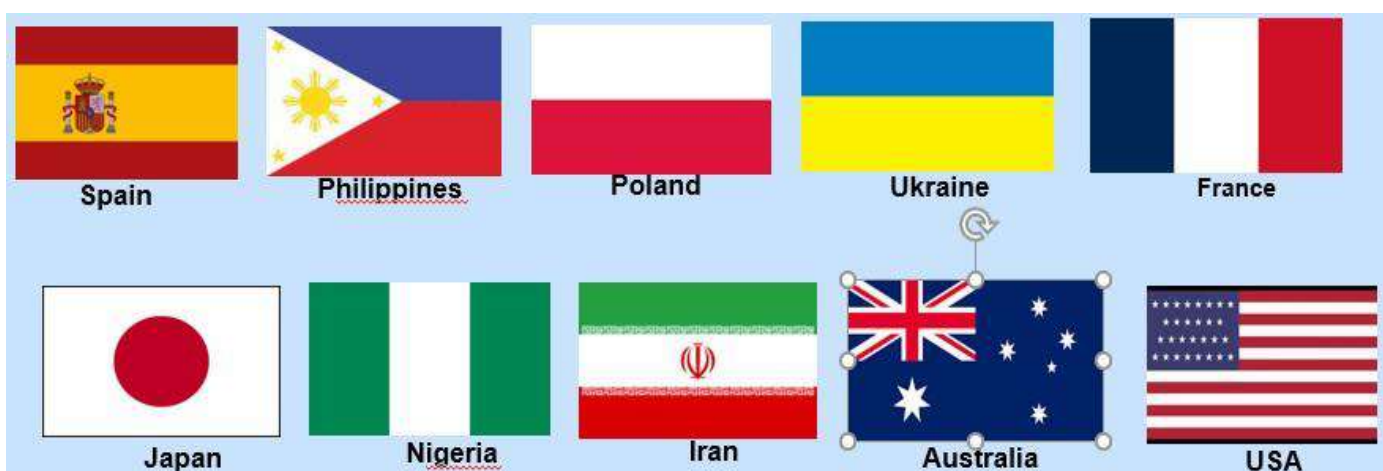 Spain
Philippines
Poland
Ukraine
France
Japan
Nigeria
Iran
Australia
USA